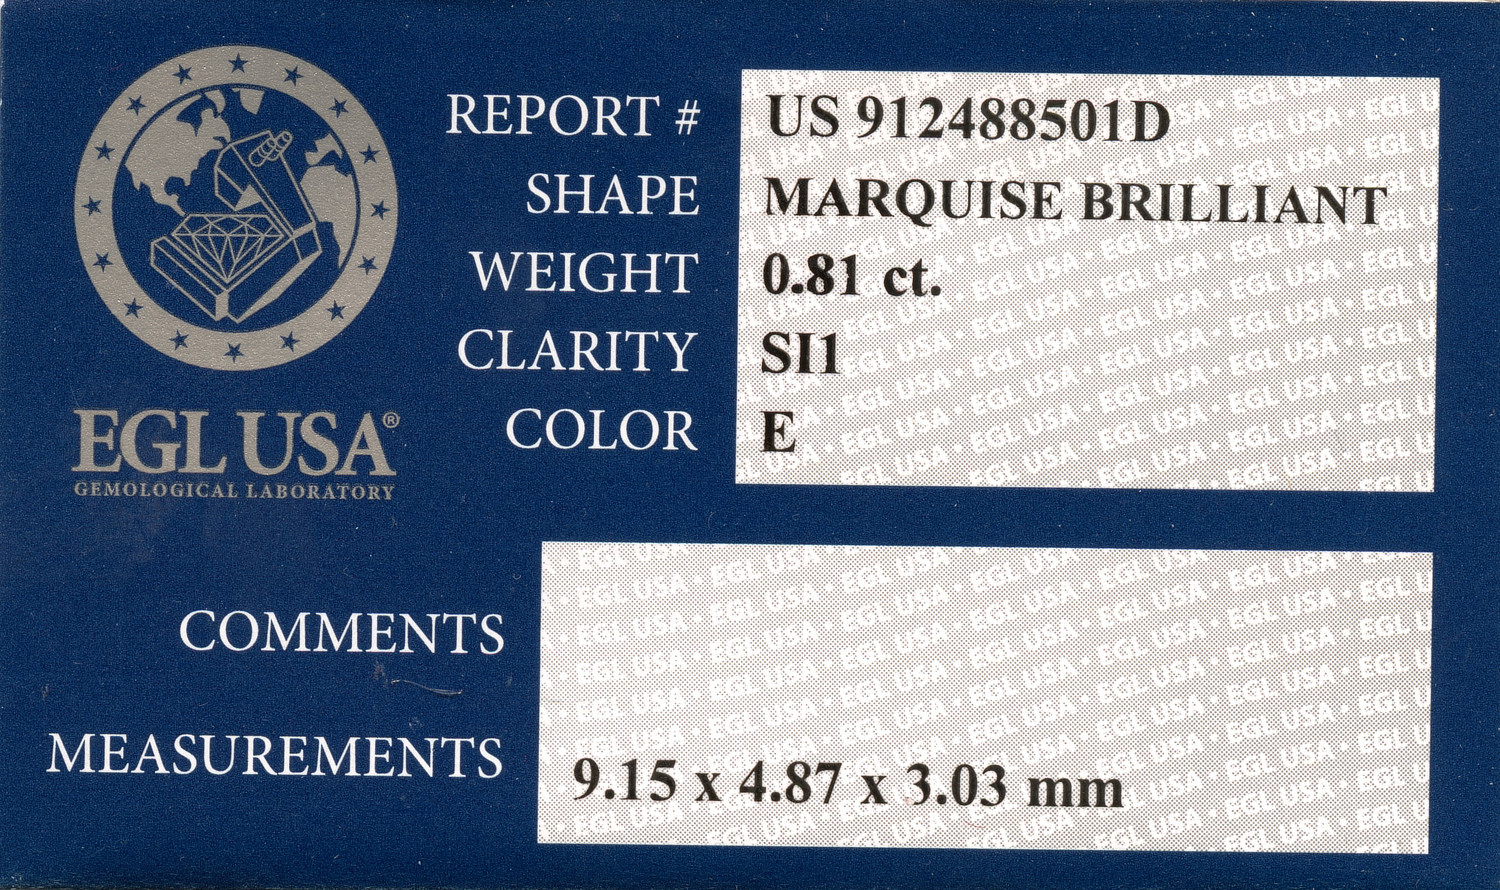 REPORT # US 912488501D
SHAPE MARQUISE BRILLIANT
WEIGHT 0.81 ct.
CLARITY SI1
COLOR E
EGL USA®
GEMOLOGICAL LABORATORY
COMMENTS
MEASUREMENTS 9.15 x 4.87 x 3.03 mm